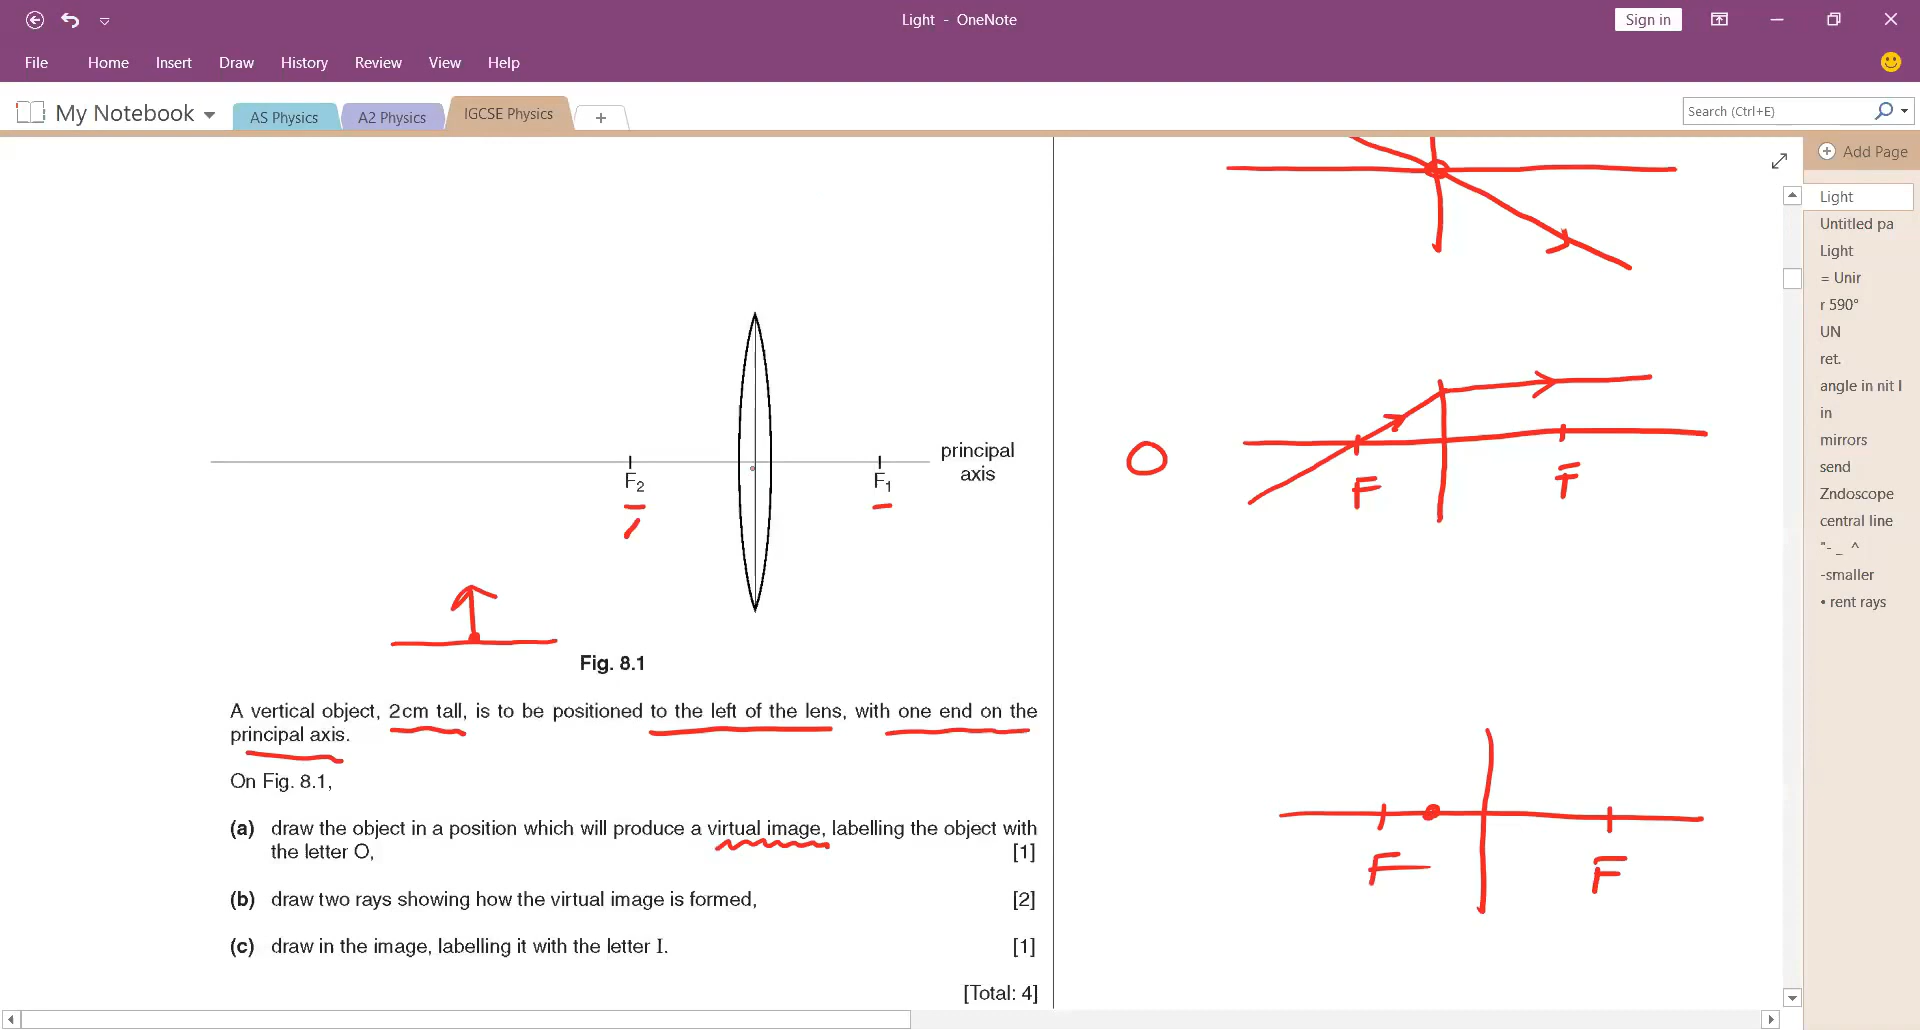 Light - OneNote
Sign in
File Home Insert Draw History Review View Help
My Notebook
AS Physics
A2 Physics
IGCSE Physics
+
Search (Ctrl+E)
Add Page
Light
Untitled pa
Light
= Unir
r 590°
UN
ret.
angle in nit I
in
mirrors
send
Zndoscope
central line
"- _ ^
-smaller
• rent rays
principal
axis
F2
F1
Fig. 8.1
A vertical object, 2cm tall, is to be positioned to the left of the lens, with one end on the
principal axis.
On Fig. 8.1,
(a) draw the object in a position which will produce a virtual image, labelling the object with
the letter O, [1]
(b) draw two rays showing how the virtual image is formed, [2]
(c) draw in the image, labelling it with the letter I. [1]
[Total: 4]
O
F F
F F